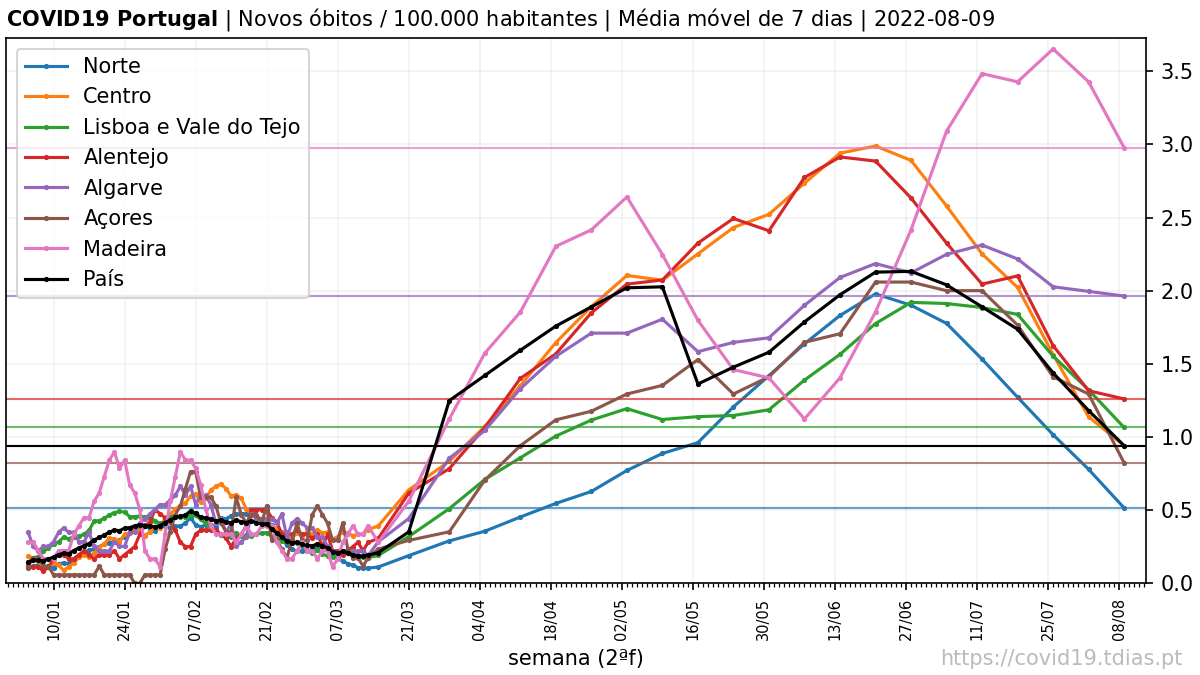 COVID19 Portugal | Novos óbitos / 100.000 habitantes | Média móvel de 7 dias | 2022-08-09
Norte
Centro
Lisboa e Vale do Tejo
Alentejo
Algarve
Açores
Madeira
País
3.5
3.0
2.5
2.0
1.5
1.0
0.5
0.0
10/01 24/01 07/02 21/02 07/03 21/03 04/04 18/04 02/05 16/05 30/05 13/06 27/06 11/07 25/07 08/08
semana (2ªf)
https://covid19.tdias.pt